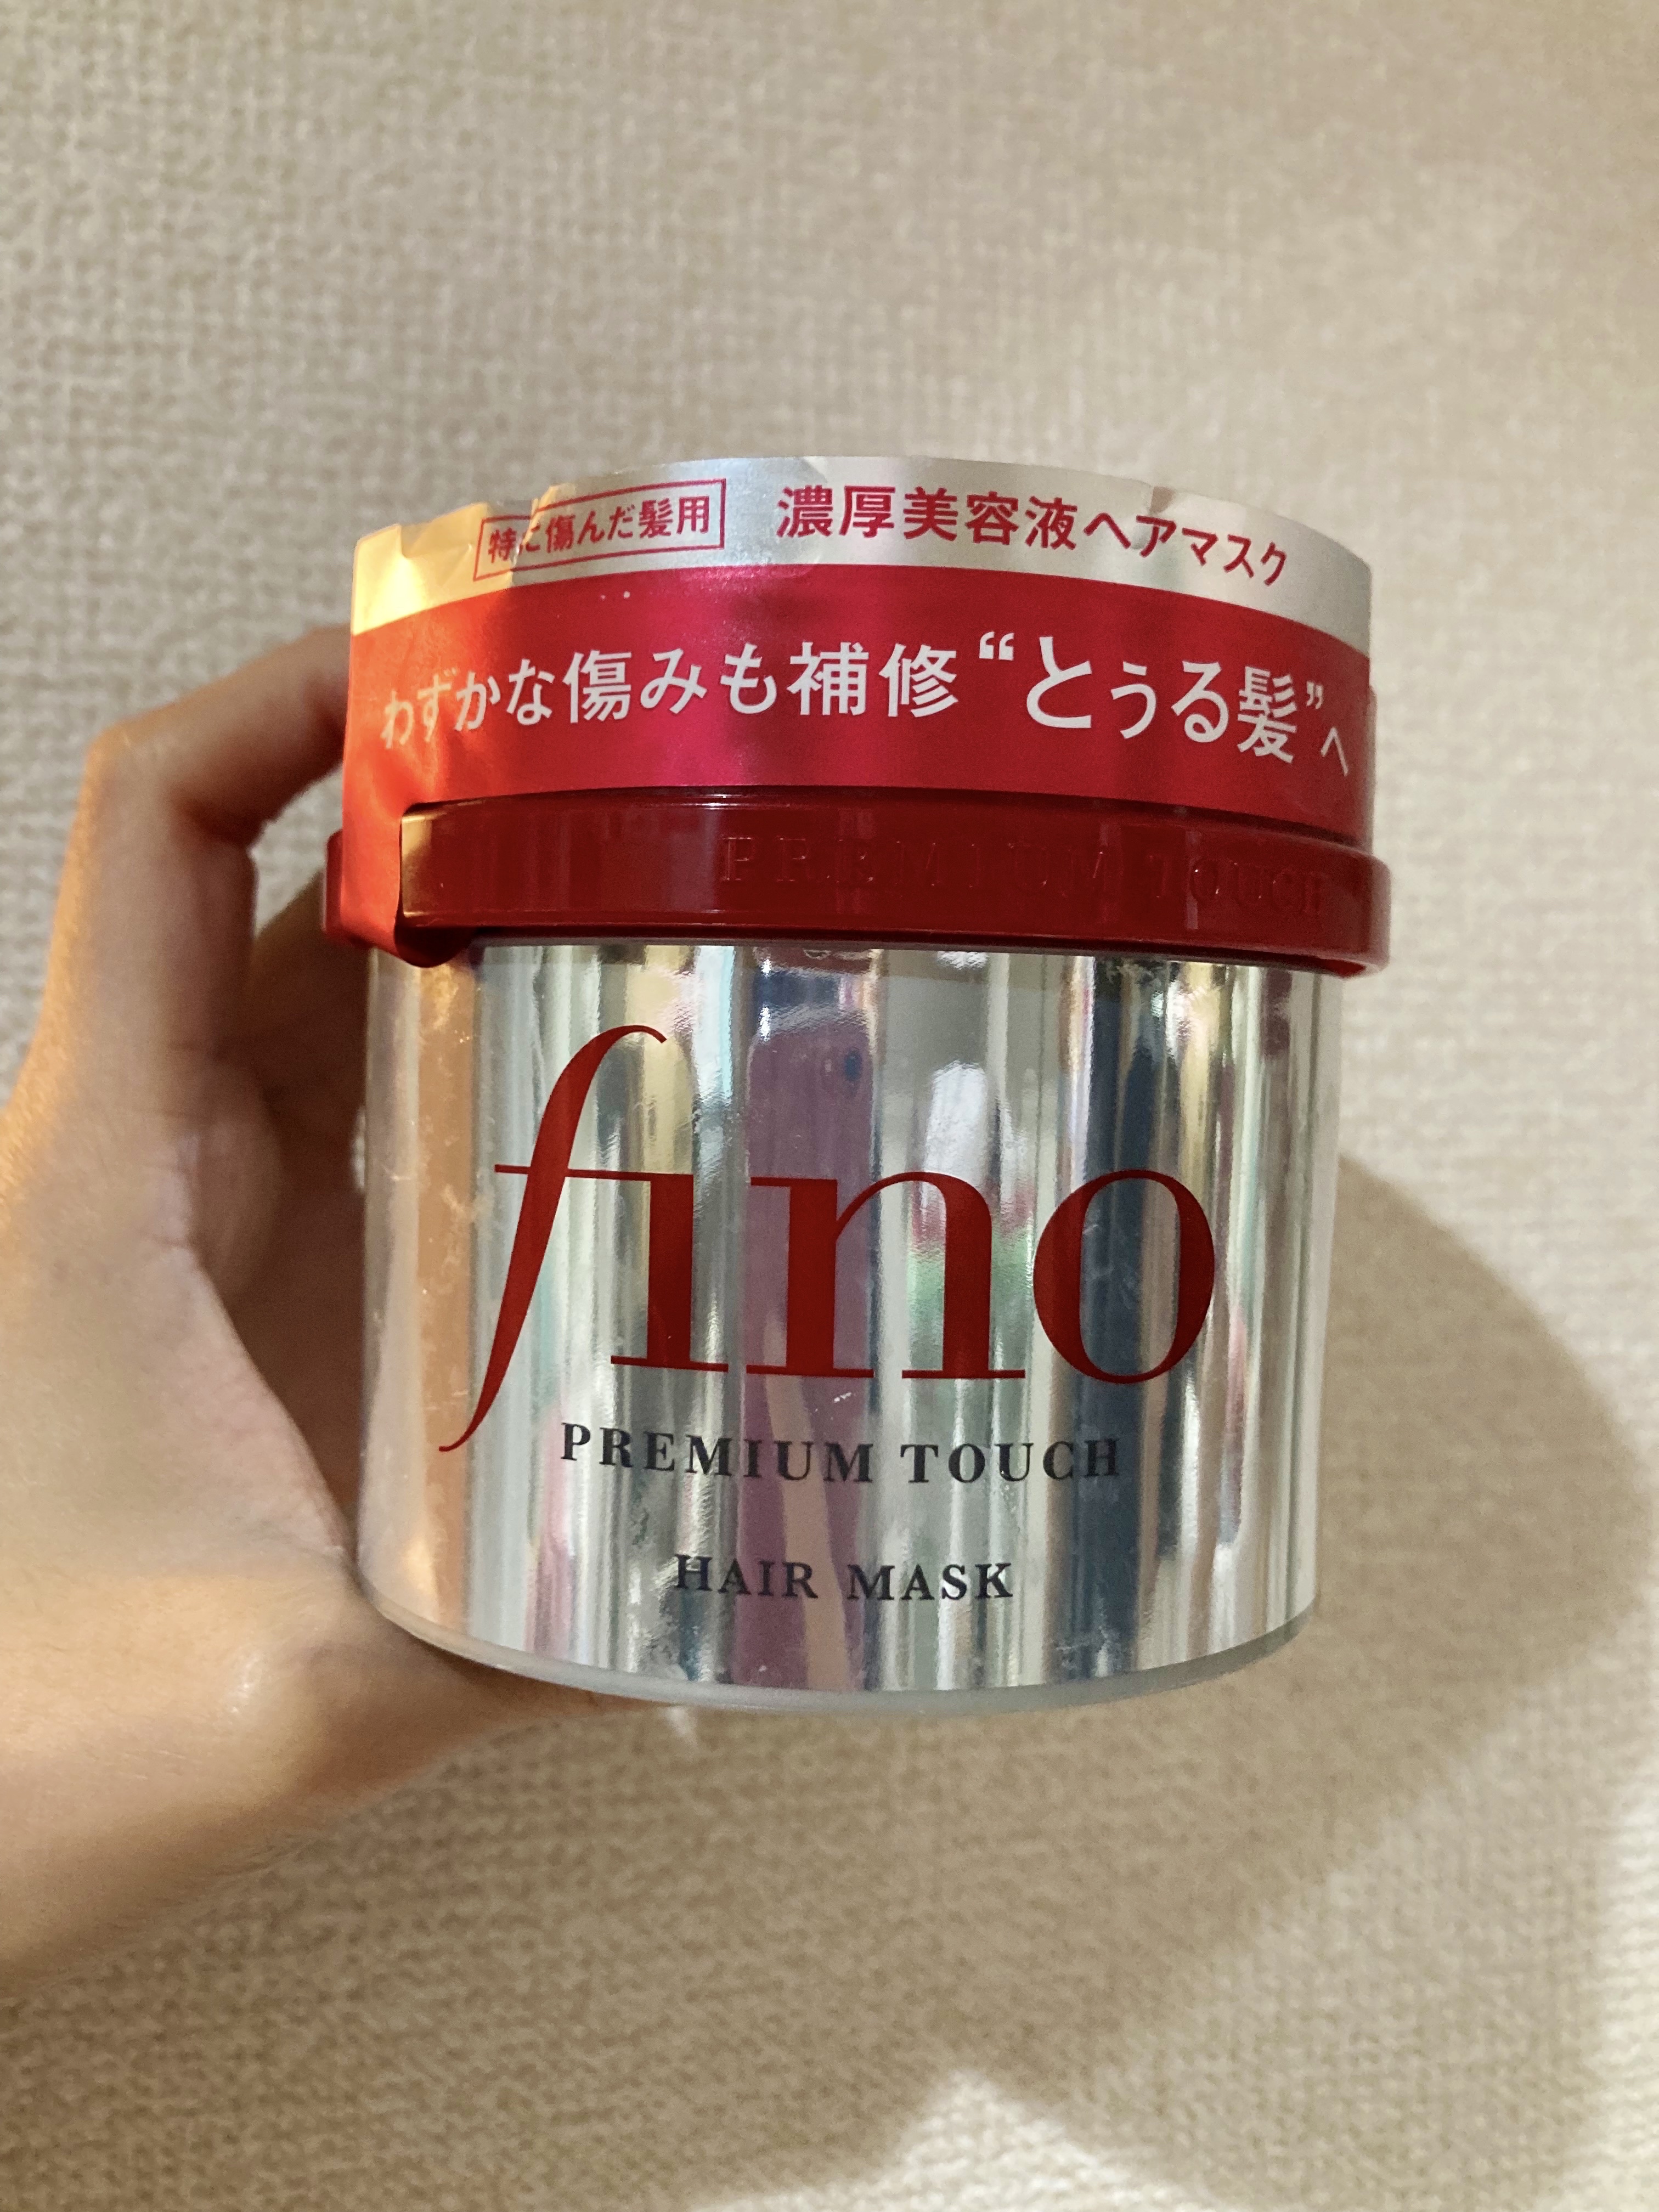 特に傷んだ髪用 濃厚美容液ヘアマスク
わずかな傷みも補修“とぅる髪”へ
PREMIUM TOUCH
fino
PREMIUM TOUCH
HAIR MASK